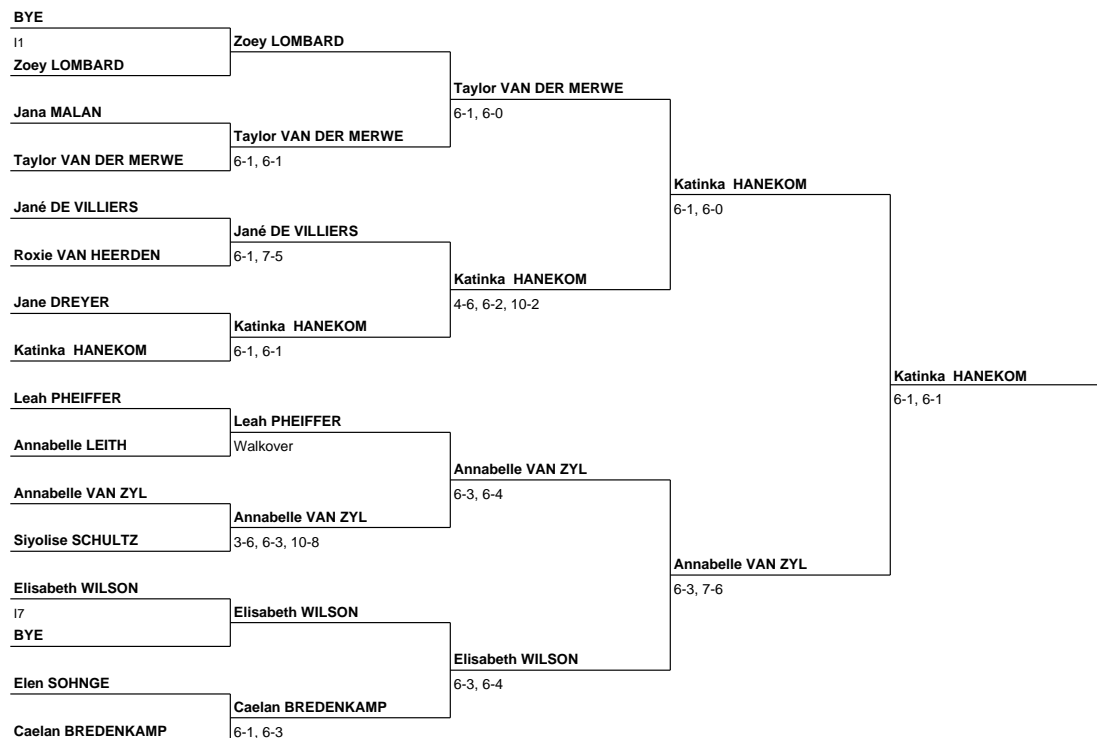 BYE
I1
Zoey LOMBARD
Zoey LOMBARD
Taylor VAN DER MERWE
Jana MALAN
6-1, 6-0
Taylor VAN DER MERWE
Taylor VAN DER MERWE
6-1, 6-1
Katinka HANEKOM
Jané DE VILLIERS
6-1, 6-0
Jané DE VILLIERS
Roxie VAN HEERDEN
6-1, 7-5
Katinka HANEKOM
Jane DREYER
4-6, 6-2, 10-2
Katinka HANEKOM
Katinka HANEKOM
6-1, 6-1
Katinka HANEKOM
Leah PHEIFFER
6-1, 6-1
Leah PHEIFFER
Annabelle LEITH
Walkover
Annabelle VAN ZYL
Annabelle VAN ZYL
6-3, 6-4
Annabelle VAN ZYL
Siyolise SCHULTZ
3-6, 6-3, 10-8
Annabelle VAN ZYL
Elisabeth WILSON
6-3, 7-6
I7
Elisabeth WILSON
BYE
Elisabeth WILSON
Elen SOHNGE
6-3, 6-4
Caelan BREDENKAMP
Caelan BREDENKAMP
6-1, 6-3